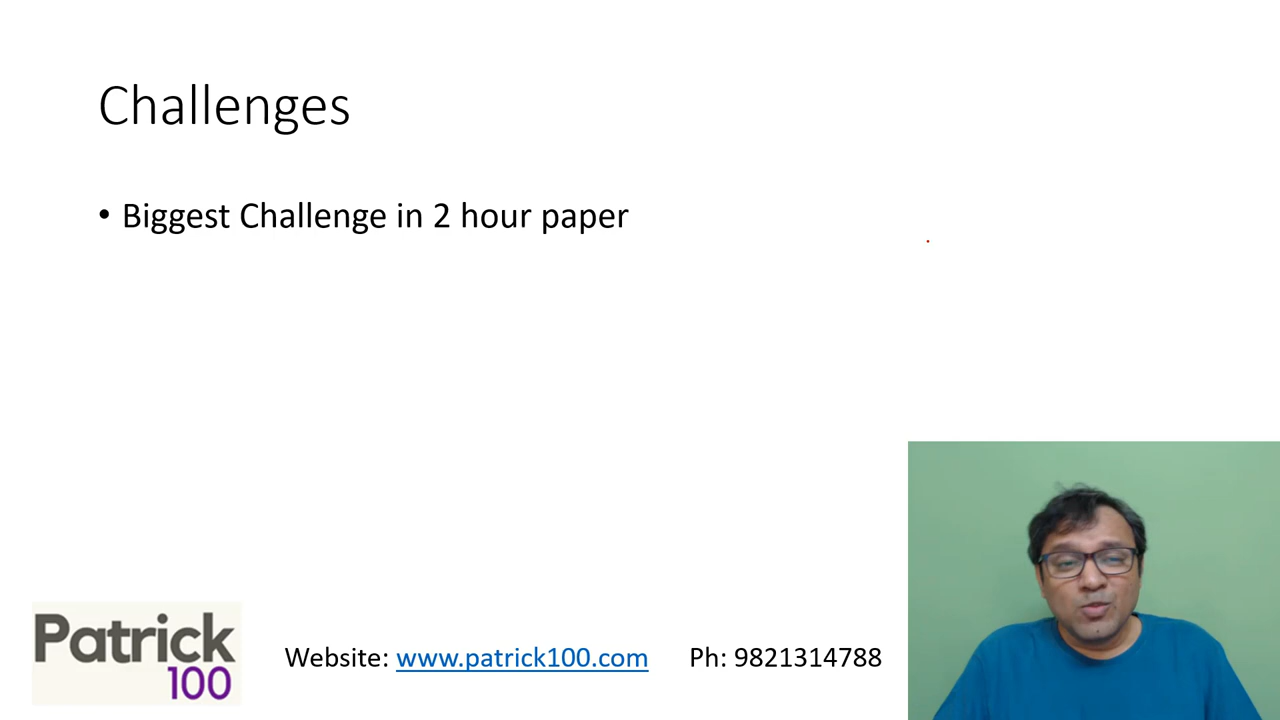 Challenges
• Biggest Challenge in 2 hour paper
Patrick
100
Website: www.patrick100.com Ph: 9821314788